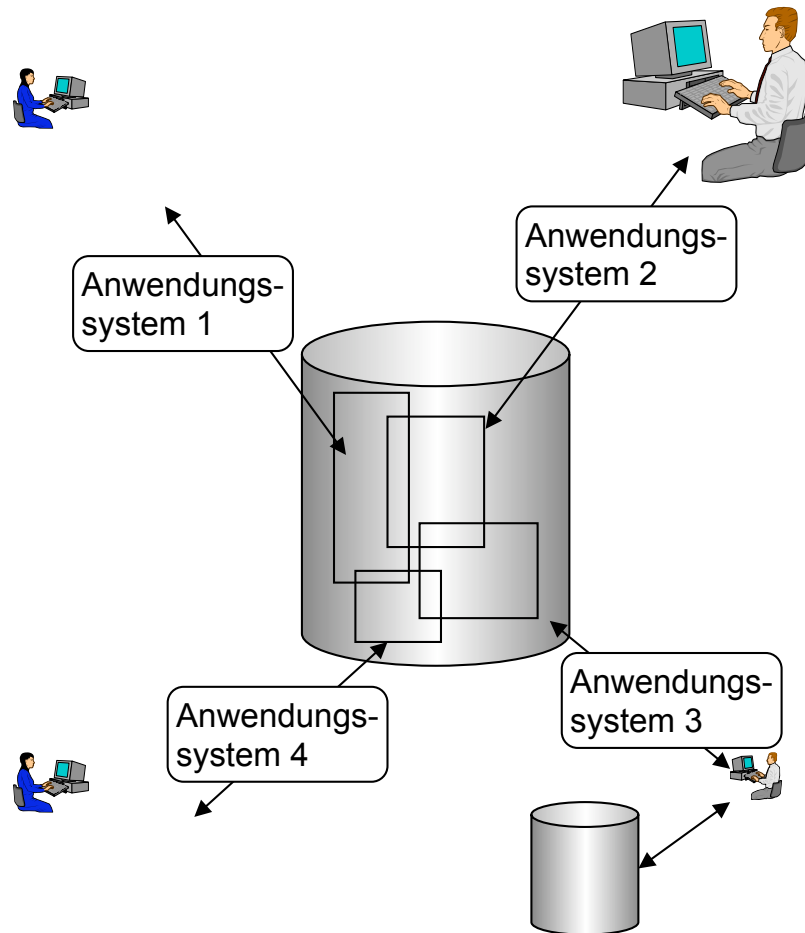 Anwendungs-
system 2
Anwendungs-
system 1
Anwendungs-
system 3
Anwendungs-
system 4